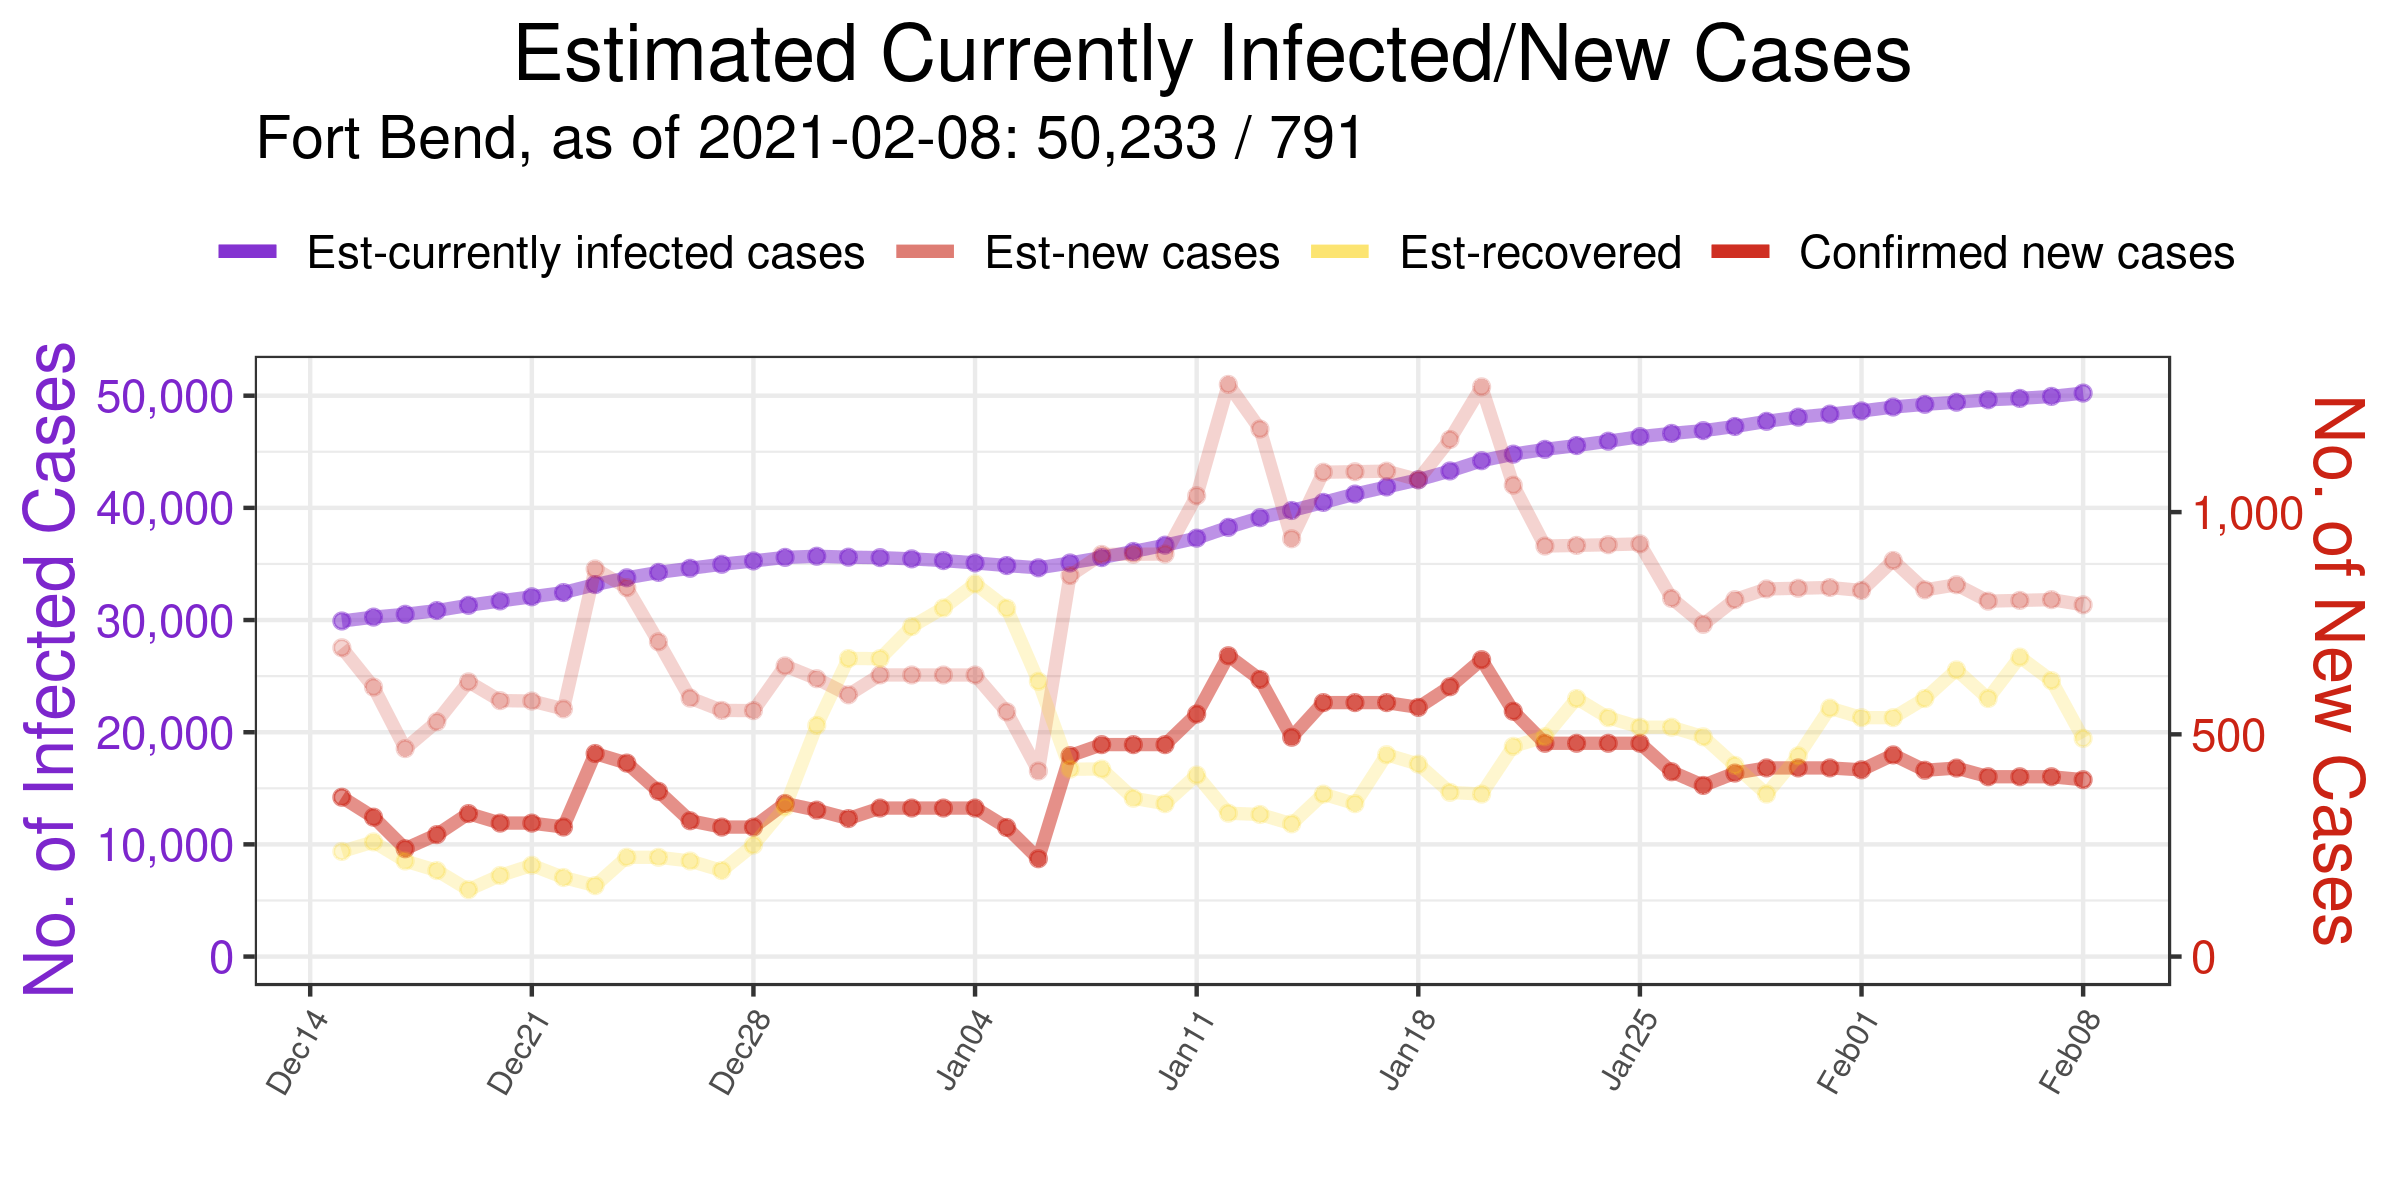 Estimated Currently Infected/New Cases
Fort Bend, as of 2021-02-08: 50,233 / 791
Est-currently infected cases Est-new cases Est-recovered Confirmed new cases
No. of Infected Cases
50,000
40,000
30,000
20,000
10,000
0
No. of New Cases
1,000
500
0
Dec14 Dec21 Dec28 Jan04 Jan11 Jan18 Jan25 Feb01 Feb08